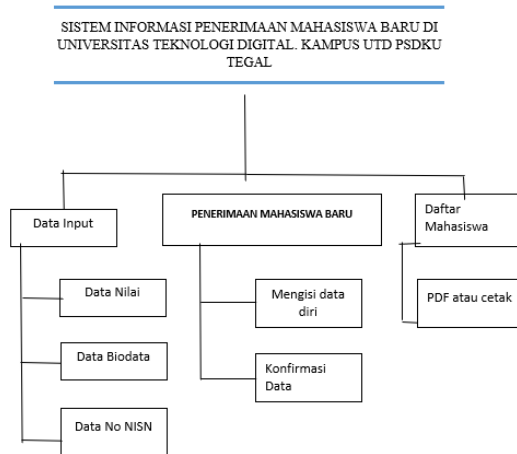 SISTEM INFORMASI PENERIMAAN MAHASISWA BARU DI
UNIVERSITAS TEKNOLOGI DIGITAL. KAMPUS UTD PSDKU
TEGAL
Data Input
PENERIMAAN MAHASISWA BARU
Daftar
Mahasiswa
Data Nilai
Mengisi data
diri
PDF atau cetak
Data Biodata
Konfirmasi
Data
Data No NISN